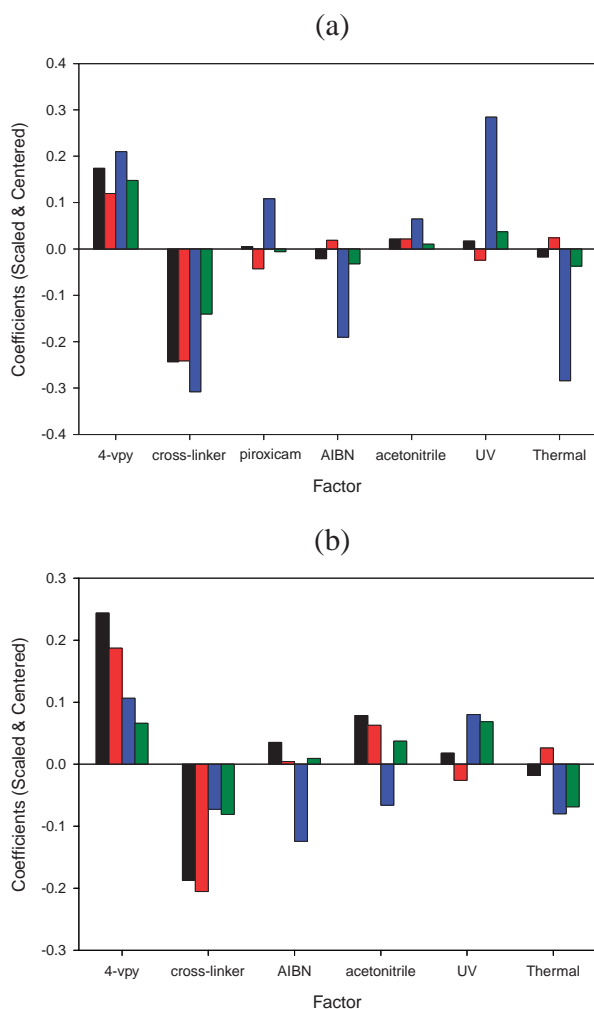 (a)
Coefficients (Scaled & Centered)
0.4
0.3
0.2
0.1
0.0
-0.1
-0.2
-0.3
-0.4
4-vpy cross-linker piroxicam AIBN acetonitrile UV Thermal
Factor
(b)
Coefficients (Scaled & Centered)
0.3
0.2
0.1
0.0
-0.1
-0.2
-0.3
4-vpy cross-linker AIBN acetonitrile UV Thermal
Factor